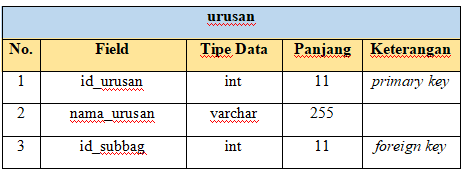 urusan
No. Field Tipe Data Panjang Keterangan
1 id_urusan int 11 primary key
2 nama_urusan varchar 255
3 id_subbag int 11 foreign key